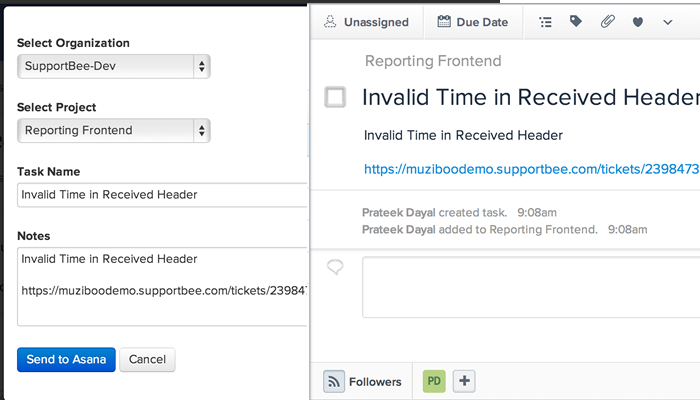 Select Organization
SupportBee-Dev
Select Project
Reporting Frontend
Task Name
Invalid Time in Received Header
Notes
Invalid Time in Received Header
https://muziboodemo.supportbee.com/tickets/23984
Send to Asana
Cancel
Unassigned
Due Date
Reporting Frontend
Invalid Time in Received Header
Invalid Time in Received Header
https://muziboodemo.supportbee.com/tickets/2398473
Prateek Dayal created task. 9:08am
Prateek Dayal added to Reporting Frontend. 9:08am
Followers
PD